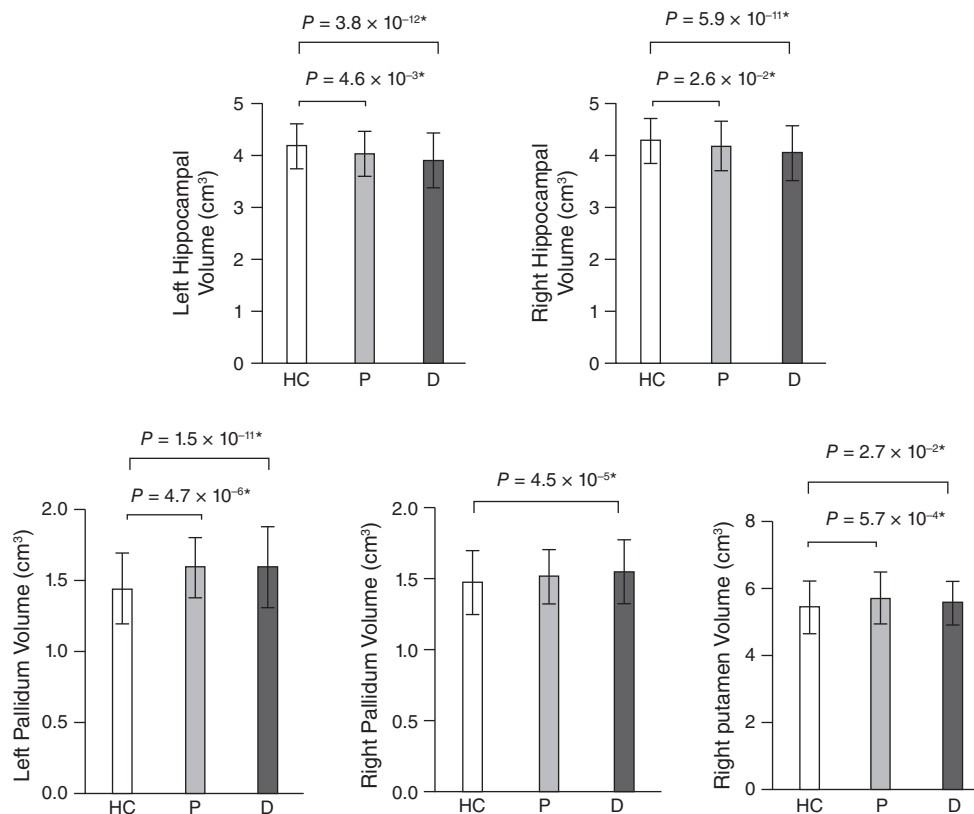 P = 3.8 × 10⁻¹²*
P = 4.6 × 10⁻³*
Left Hippocampal
Volume (cm³)
5
4
3
2
1
0
HC P D
P = 5.9 × 10⁻¹¹*
P = 2.6 × 10⁻²*
Right Hippocampal
Volume (cm³)
5
4
3
2
1
0
HC P D
P = 1.5 × 10⁻¹¹*
P = 4.7 × 10⁻⁶*
Left Pallidum Volume (cm³)
2.0
1.5
1.0
0.5
0.0
HC P D
P = 4.5 × 10⁻⁵*
Right Pallidum Volume (cm³)
2.0
1.5
1.0
0.5
0.0
HC P D
P = 2.7 × 10⁻²*
P = 5.7 × 10⁻⁴*
Right putamen Volume (cm³)
8
6
4
2
0
HC P D